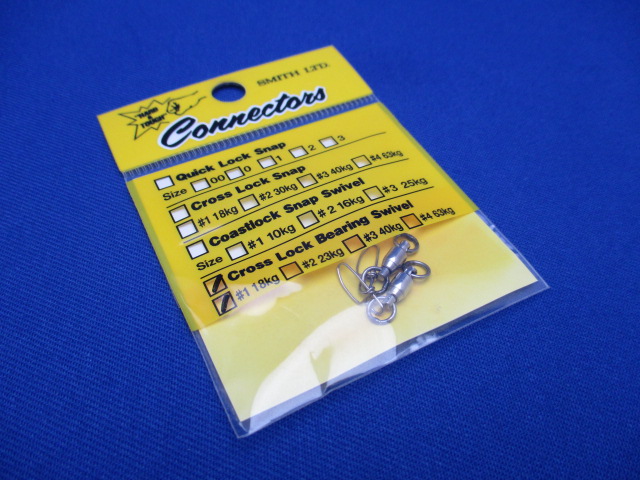 SMITH LTD.
HARD & TOUGH
Connectors
Quick Lock Snap
Size 00 0 1 2 3
Cross Lock Snap
#1 18kg #2 30kg #3 40kg #4 63kg
Coastlock Snap Swivel
Size #1 10kg #2 16kg #3 25kg
Cross Lock Bearing Swivel
#1 18kg #2 23kg #3 40kg #4 63kg